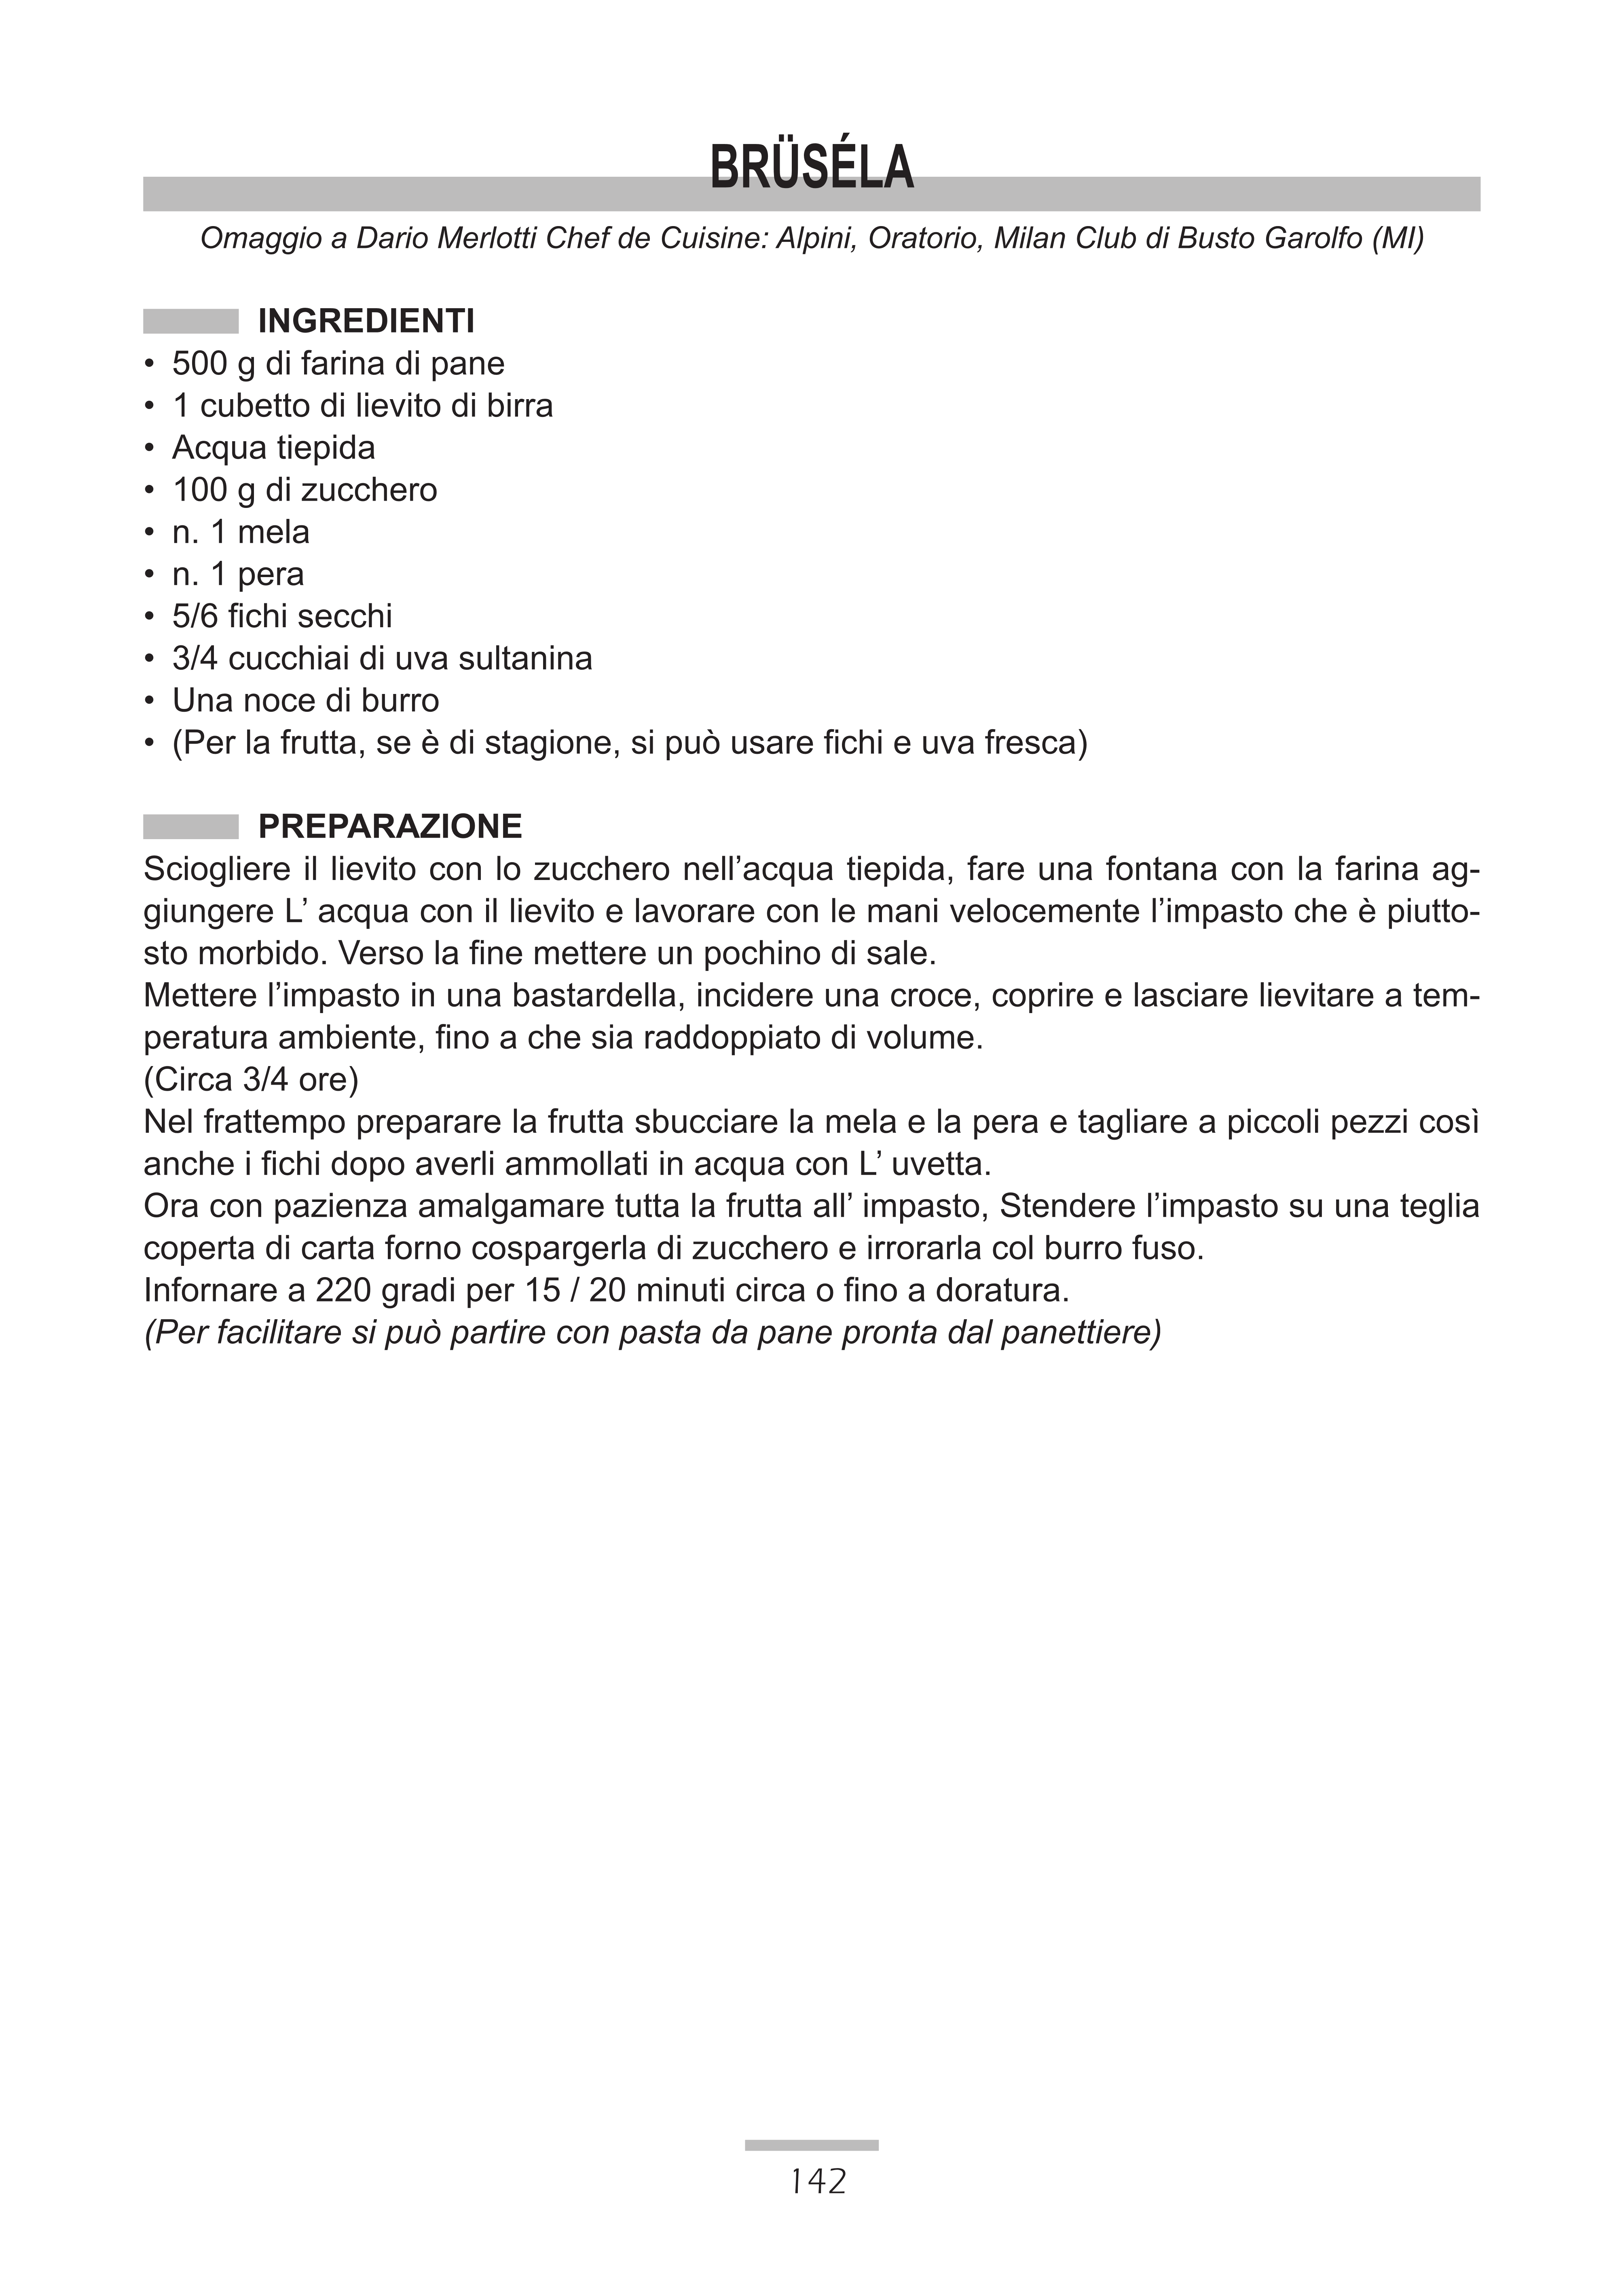 BRÜSÉLA
Omaggio a Dario Merlotti Chef de Cuisine: Alpini, Oratorio, Milan Club di Busto Garolfo (MI)
INGREDIENTI
• 500 g di farina di pane
• 1 cubetto di lievito di birra
• Acqua tiepida
• 100 g di zucchero
• n. 1 mela
• n. 1 pera
• 5/6 fichi secchi
• 3/4 cucchiai di uva sultanina
• Una noce di burro
• (Per la frutta, se è di stagione, si può usare fichi e uva fresca)
PREPARAZIONE
Sciogliere il lievito con lo zucchero nell’acqua tiepida, fare una fontana con la farina ag-
giungere L’ acqua con il lievito e lavorare con le mani velocemente l’impasto che è piutto-
sto morbido. Verso la fine mettere un pochino di sale.
Mettere l’impasto in una bastardella, incidere una croce, coprire e lasciare lievitare a tem-
peratura ambiente, fino a che sia raddoppiato di volume.
(Circa 3/4 ore)
Nel frattempo preparare la frutta sbucciare la mela e la pera e tagliare a piccoli pezzi così
anche i fichi dopo averli ammollati in acqua con L’ uvetta.
Ora con pazienza amalgamare tutta la frutta all’ impasto, Stendere l’impasto su una teglia
coperta di carta forno cospargerla di zucchero e irrorarla col burro fuso.
Infornare a 220 gradi per 15 / 20 minuti circa o fino a doratura.
(Per facilitare si può partire con pasta da pane pronta dal panettiere)
142